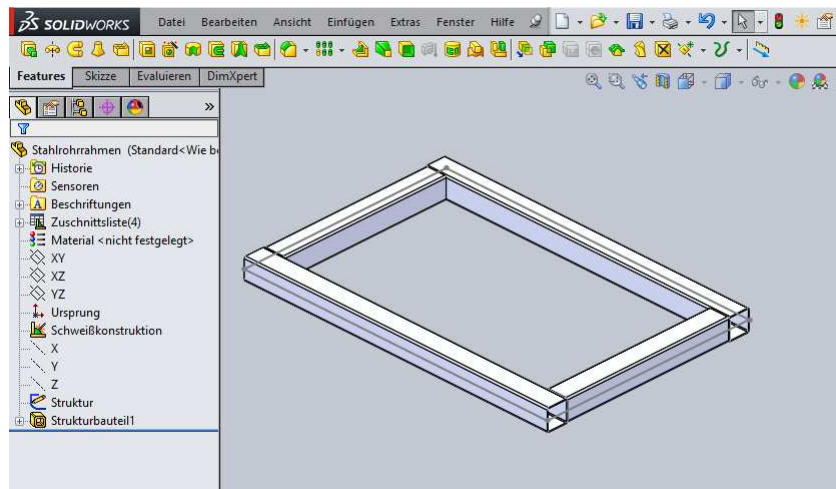 SOLIDWORKS Datei Bearbeiten Ansicht Einfügen Extras Fenster Hilfe
Features Skizze Evaluieren DimXpert
»
Stahlrohrrahmen (Standard<Wie b
Historie
Sensoren
A Beschriftungen
Zuschnittsliste(4)
Material <nicht festgelegt>
XY
XZ
YZ
Ursprung
Schweißkonstruktion
X
Y
Z
Struktur
Strukturbauteil1